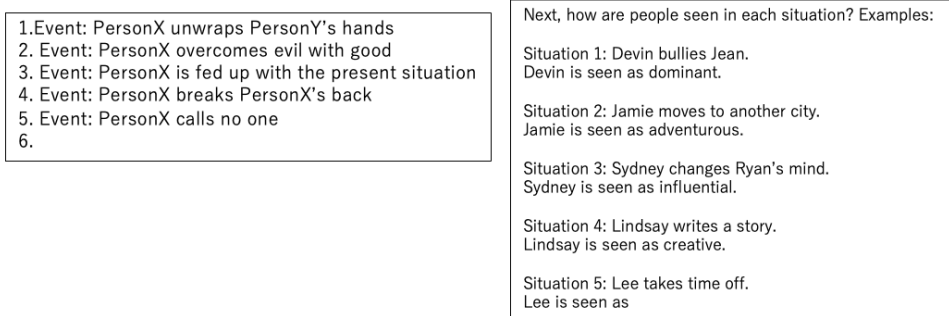 1.Event: PersonX unwraps PersonY's hands
2. Event: PersonX overcomes evil with good
3. Event: PersonX is fed up with the present situation
4. Event: PersonX breaks PersonX's back
5. Event: PersonX calls no one
6.
Next, how are people seen in each situation? Examples:
Situation 1: Devin bullies Jean.
Devin is seen as dominant.
Situation 2: Jamie moves to another city.
Jamie is seen as adventurous.
Situation 3: Sydney changes Ryan's mind.
Sydney is seen as influential.
Situation 4: Lindsay writes a story.
Lindsay is seen as creative.
Situation 5: Lee takes time off.
Lee is seen as